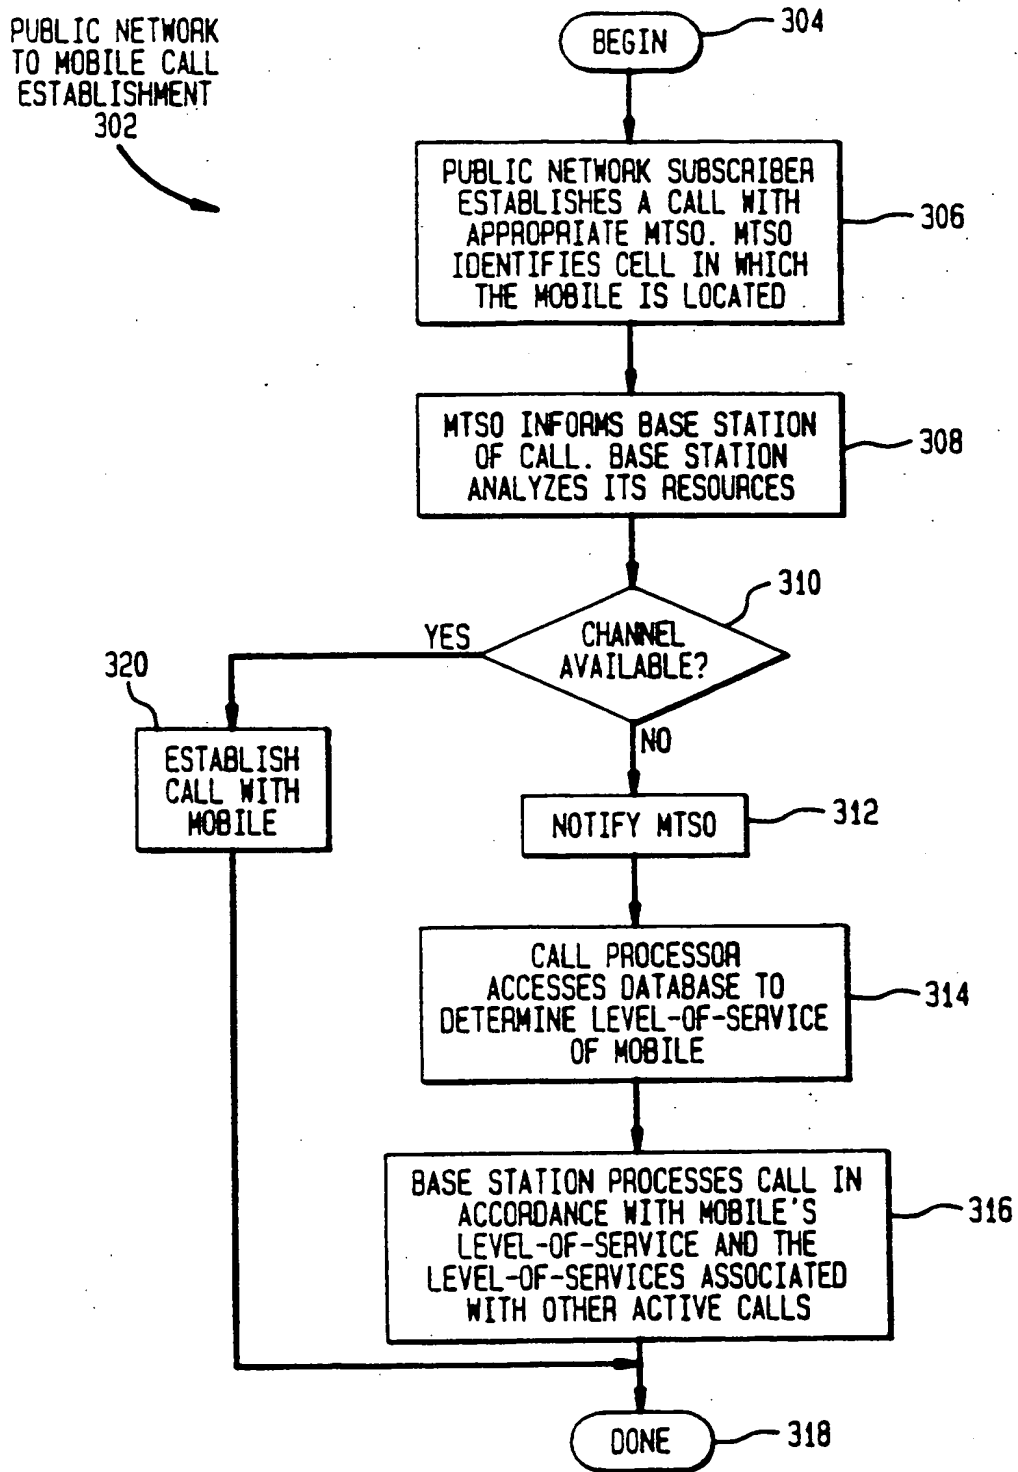 PUBLIC NETWORK
TO MOBILE CALL
ESTABLISHMENT
302
BEGIN
304
PUBLIC NETWORK SUBSCRIBER
ESTABLISHES A CALL WITH
APPROPRIATE MTSO. MTSO
IDENTIFIES CELL IN WHICH
THE MOBILE IS LOCATED
306
MTSO INFORMS BASE STATION
OF CALL. BASE STATION
ANALYZES ITS RESOURCES
308
310
CHANNEL
AVAILABLE?
YES
NO
320
ESTABLISH
CALL WITH
MOBILE
NOTIFY MTSO
312
CALL PROCESSOR
ACCESSES DATABASE TO
DETERMINE LEVEL-OF-SERVICE
OF MOBILE
314
BASE STATION PROCESSES CALL IN
ACCORDANCE WITH MOBILE'S
LEVEL-OF-SERVICE AND THE
LEVEL-OF-SERVICES ASSOCIATED
WITH OTHER ACTIVE CALLS
316
DONE
318